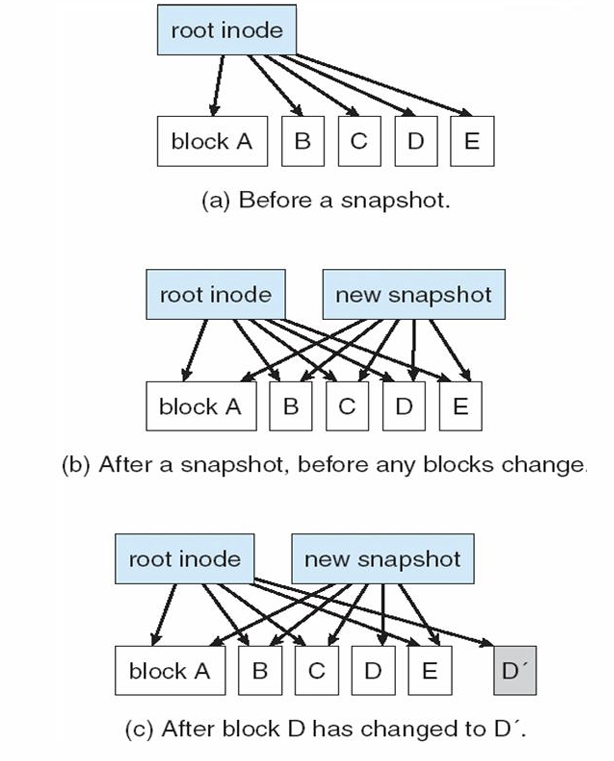 root inode
block A B C D E
(a) Before a snapshot.
root inode new snapshot
block A B C D E
(b) After a snapshot, before any blocks change.
root inode new snapshot
block A B C D E D´
(c) After block D has changed to D´.